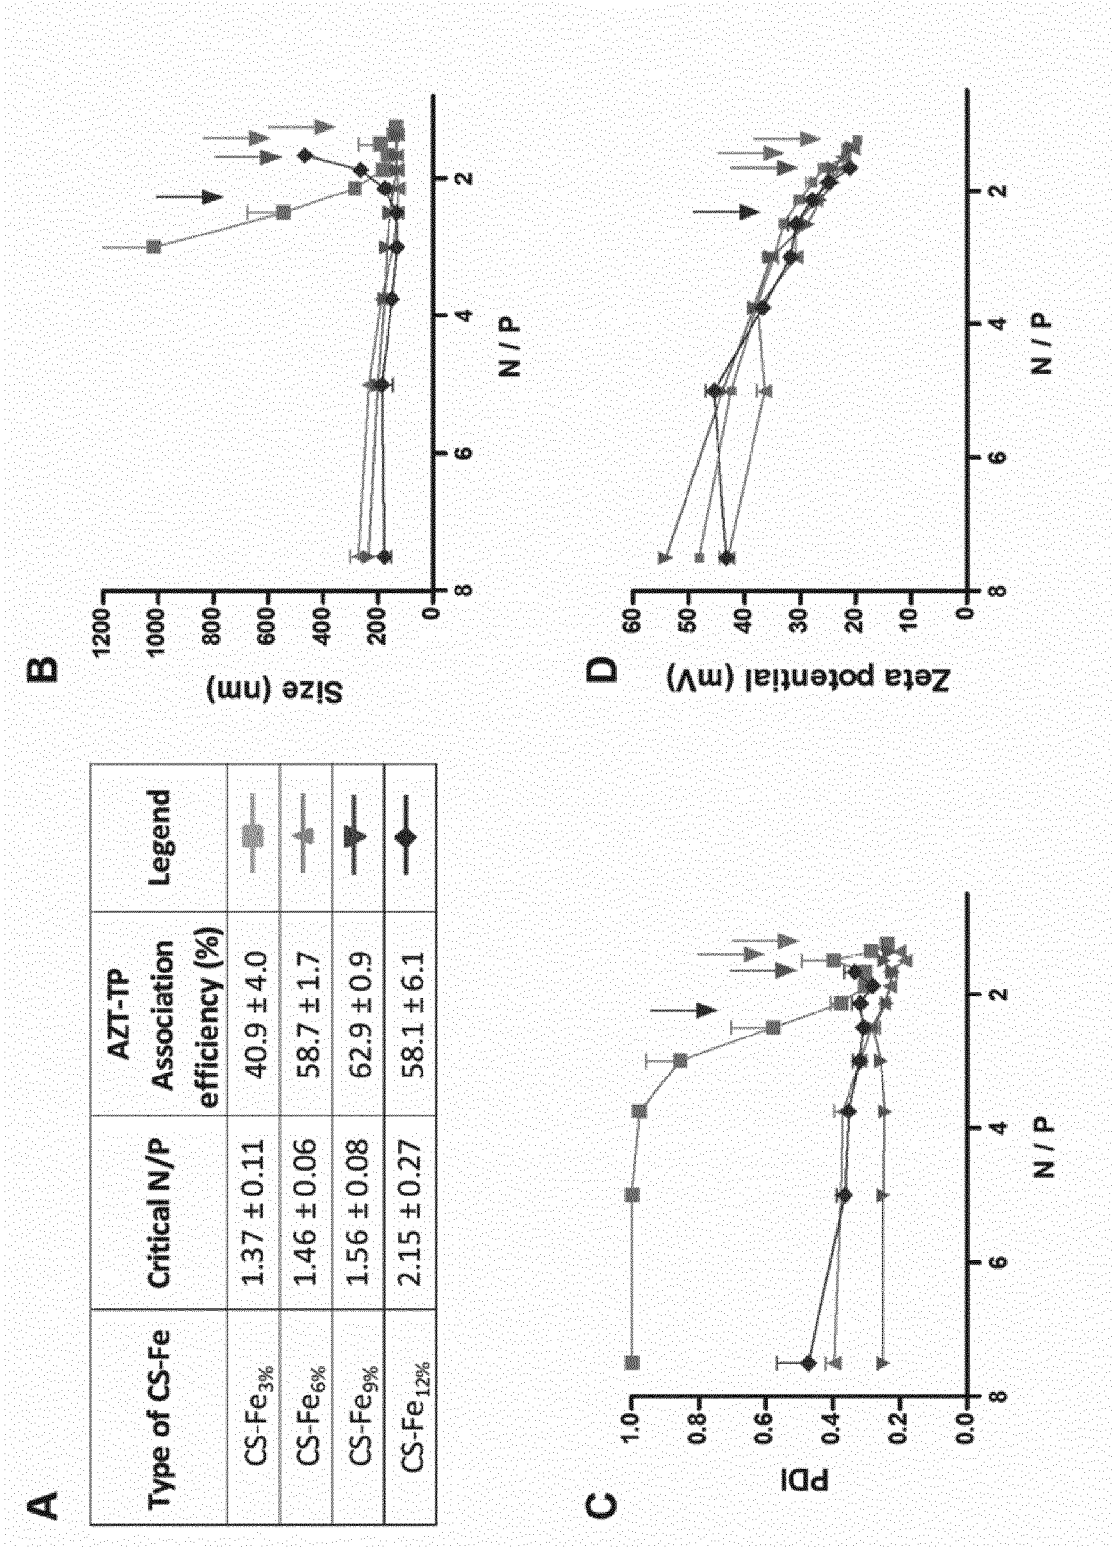 A
Type of CS-Fe Critical N/P AZT-TP Association efficiency (%) Legend
CS-Fe3% 1.37 ± 0.11 40.9 ± 4.0
CS-Fe6% 1.46 ± 0.06 58.7 ± 1.7
CS-Fe9% 1.56 ± 0.08 62.9 ± 0.9
CS-Fe12% 2.15 ± 0.27 58.1 ± 6.1
B
Size (nm)
1200
1000
800
600
400
200
0
8 6 4 2
N / P
C
PDI
1.0
0.8
0.6
0.4
0.2
0.0
8 6 4 2
N / P
D
Zeta potential (mV)
60
50
40
30
20
10
0
8 6 4 2
N / P